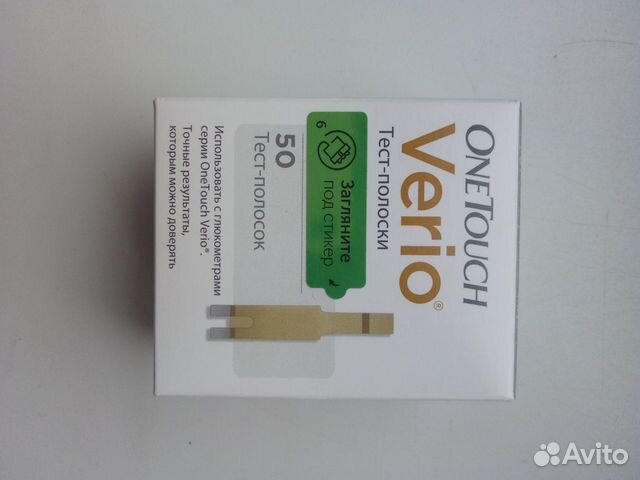 ONETOUCH
Verio®
Тест-полоски
Загляните
под стикер
6
50
Тест-полосок
Использовать с глюкометрами
серии OneTouch Verio®.
Точные результаты,
которым можно доверять
Avito